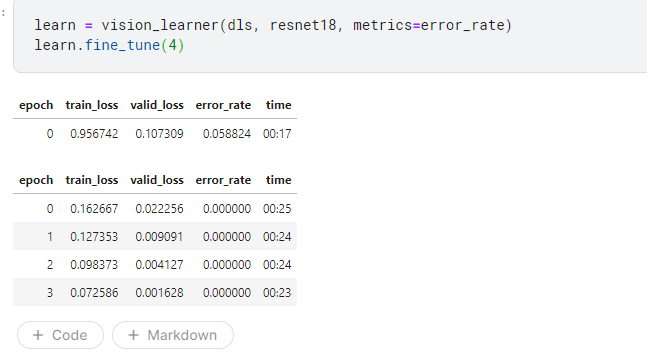 :
learn = vision_learner(dls, resnet18, metrics=error_rate)
learn.fine_tune(4)
epoch train_loss valid_loss error_rate time
0 0.956742 0.107309 0.058824 00:17
epoch train_loss valid_loss error_rate time
0 0.162667 0.022256 0.000000 00:25
1 0.127353 0.009091 0.000000 00:24
2 0.098373 0.004127 0.000000 00:24
3 0.072586 0.001628 0.000000 00:23
+ Code + Markdown